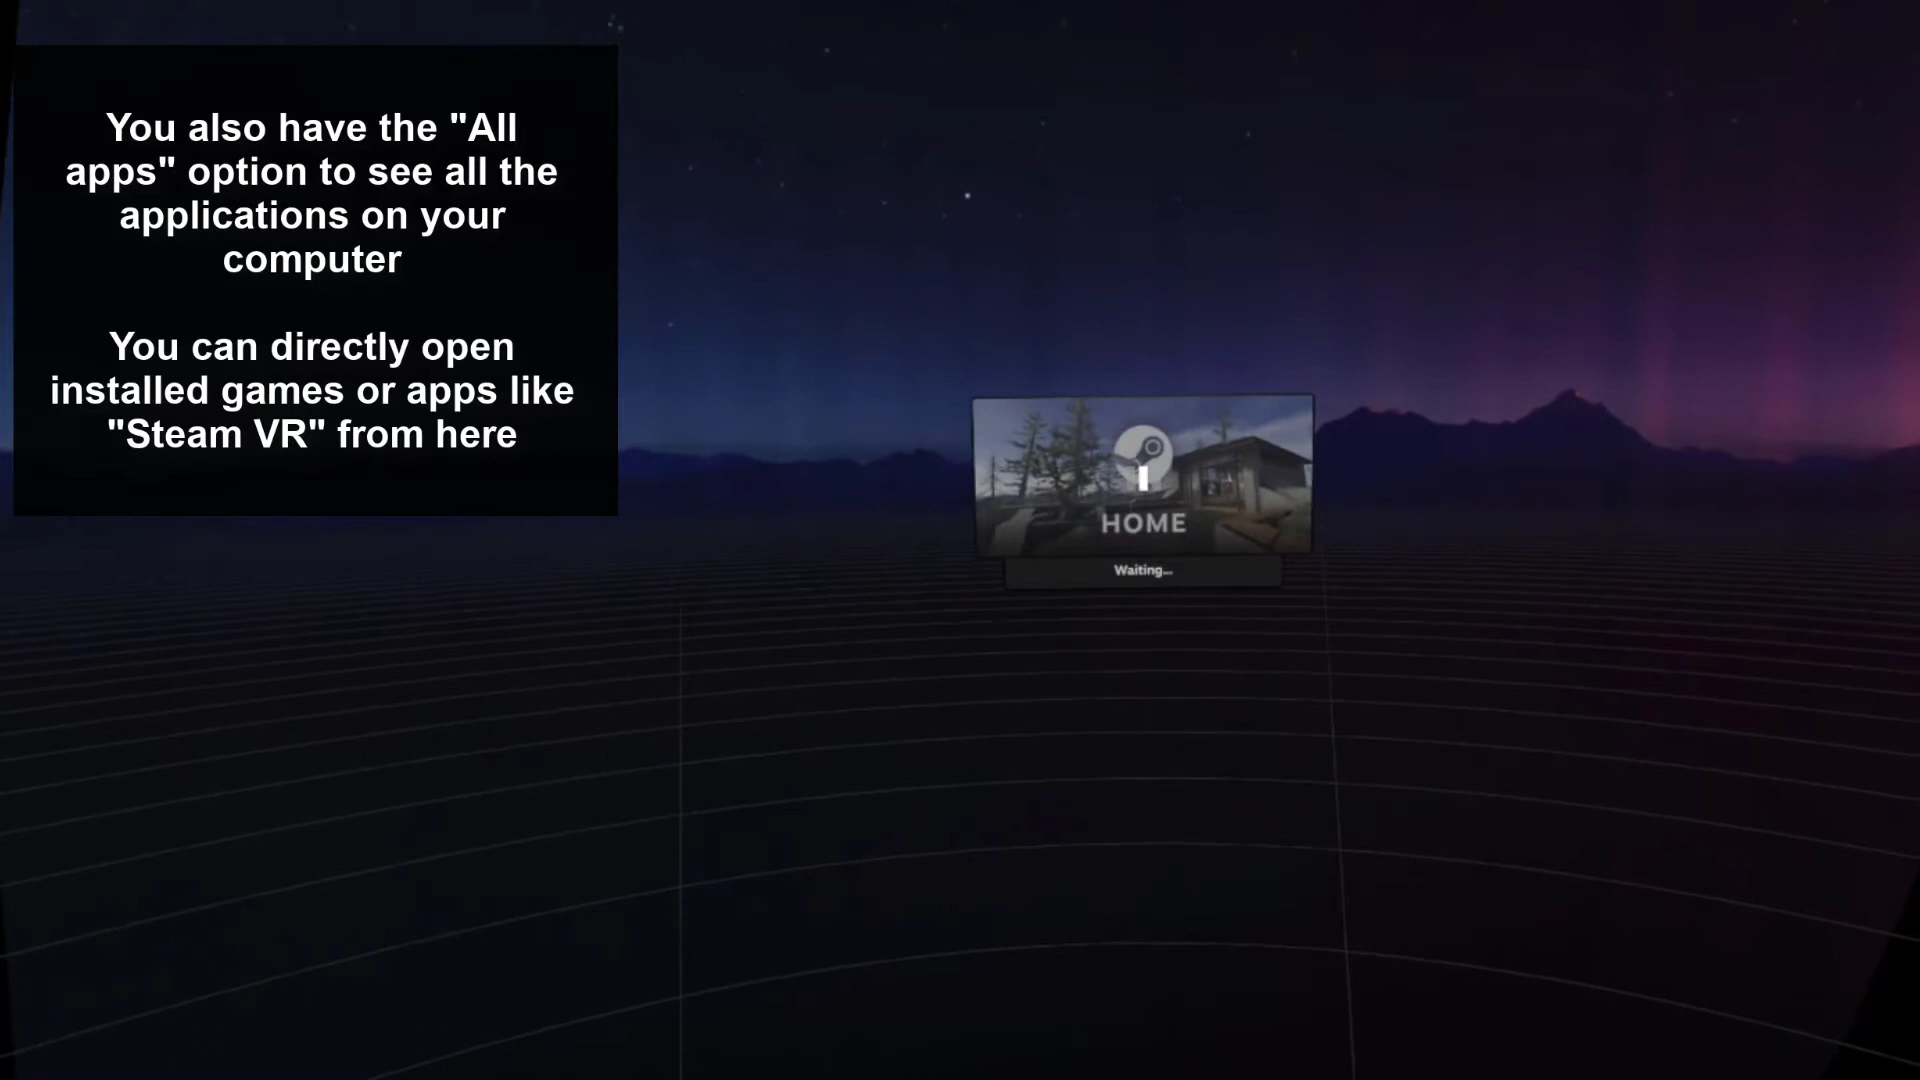 You also have the "All
apps" option to see all the
applications on your
computer
You can directly open
installed games or apps like
"Steam VR" from here
HOME
Waiting...